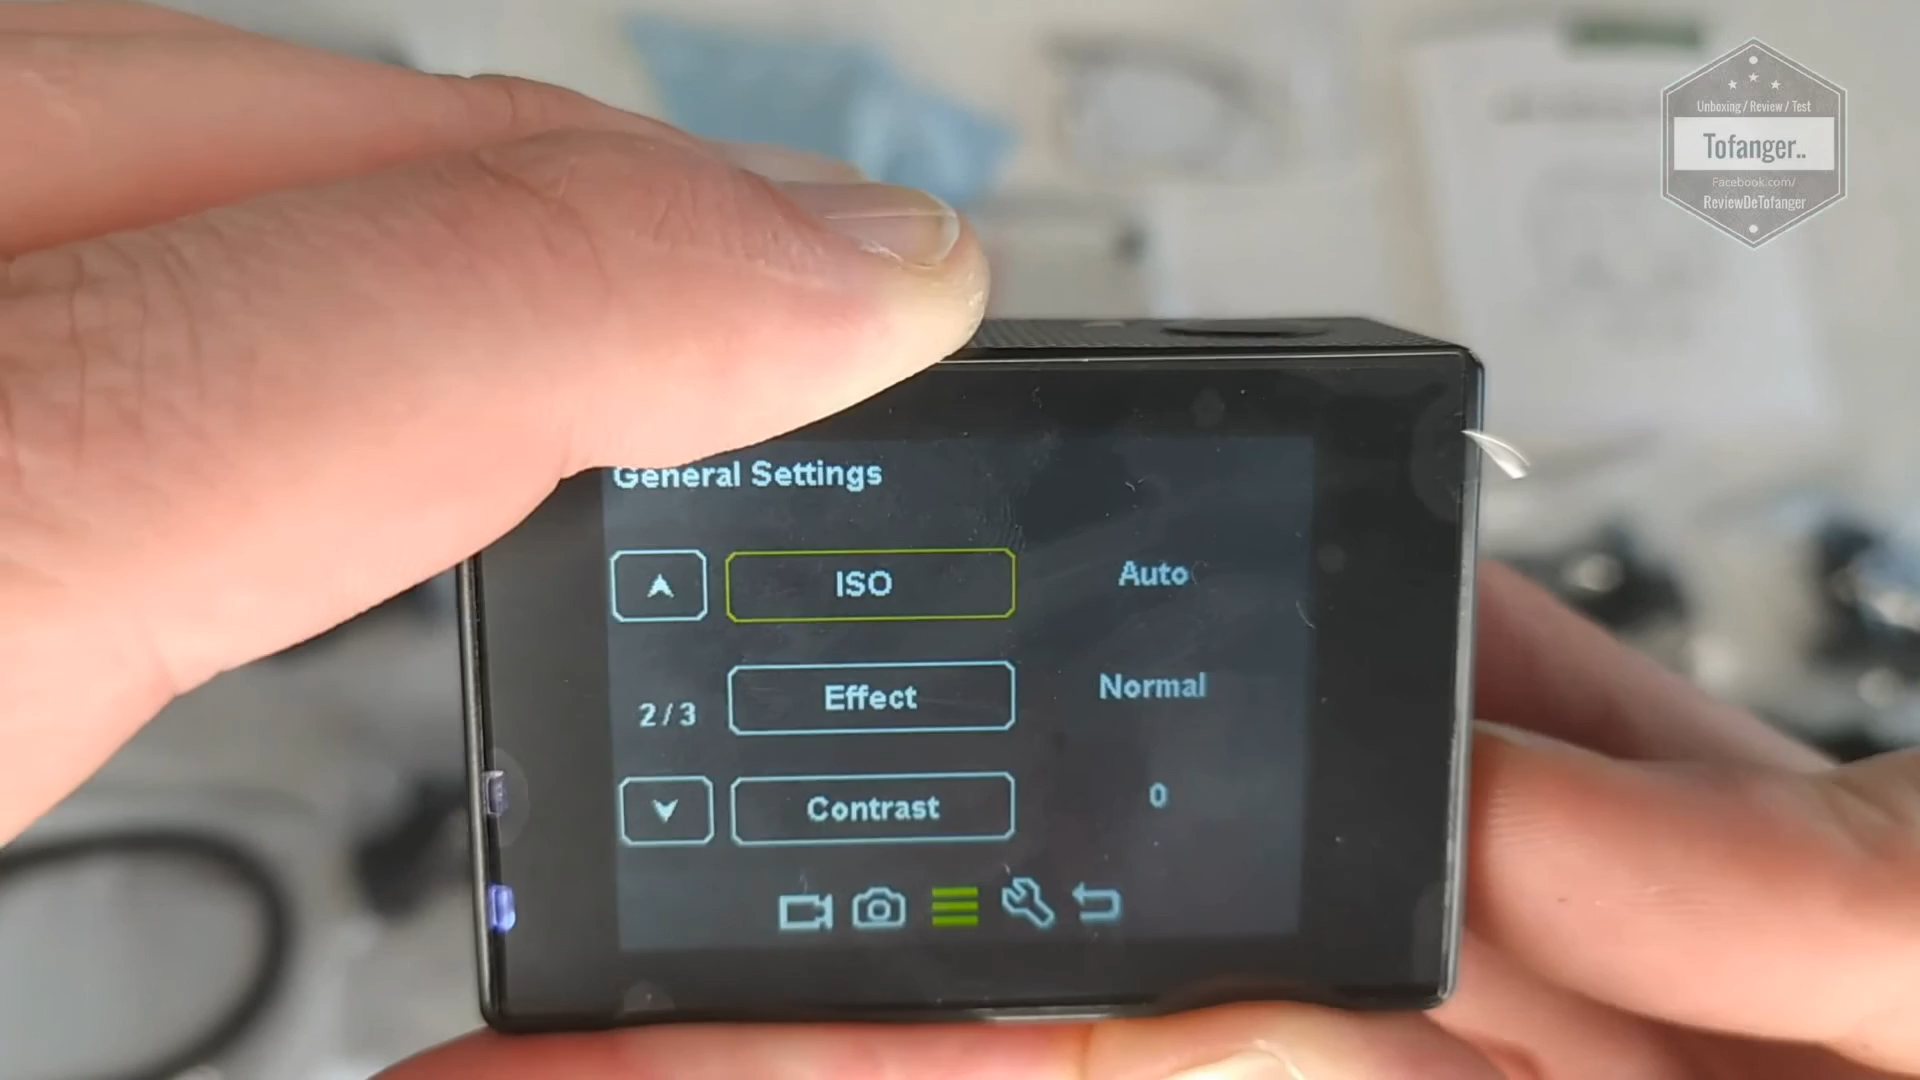 Unboxing / Review / Test
Tofanger..
Facebook.com/
ReviewDeTofanger
General Settings
ISO
Auto
Effect
Normal
2/3
Contrast
0